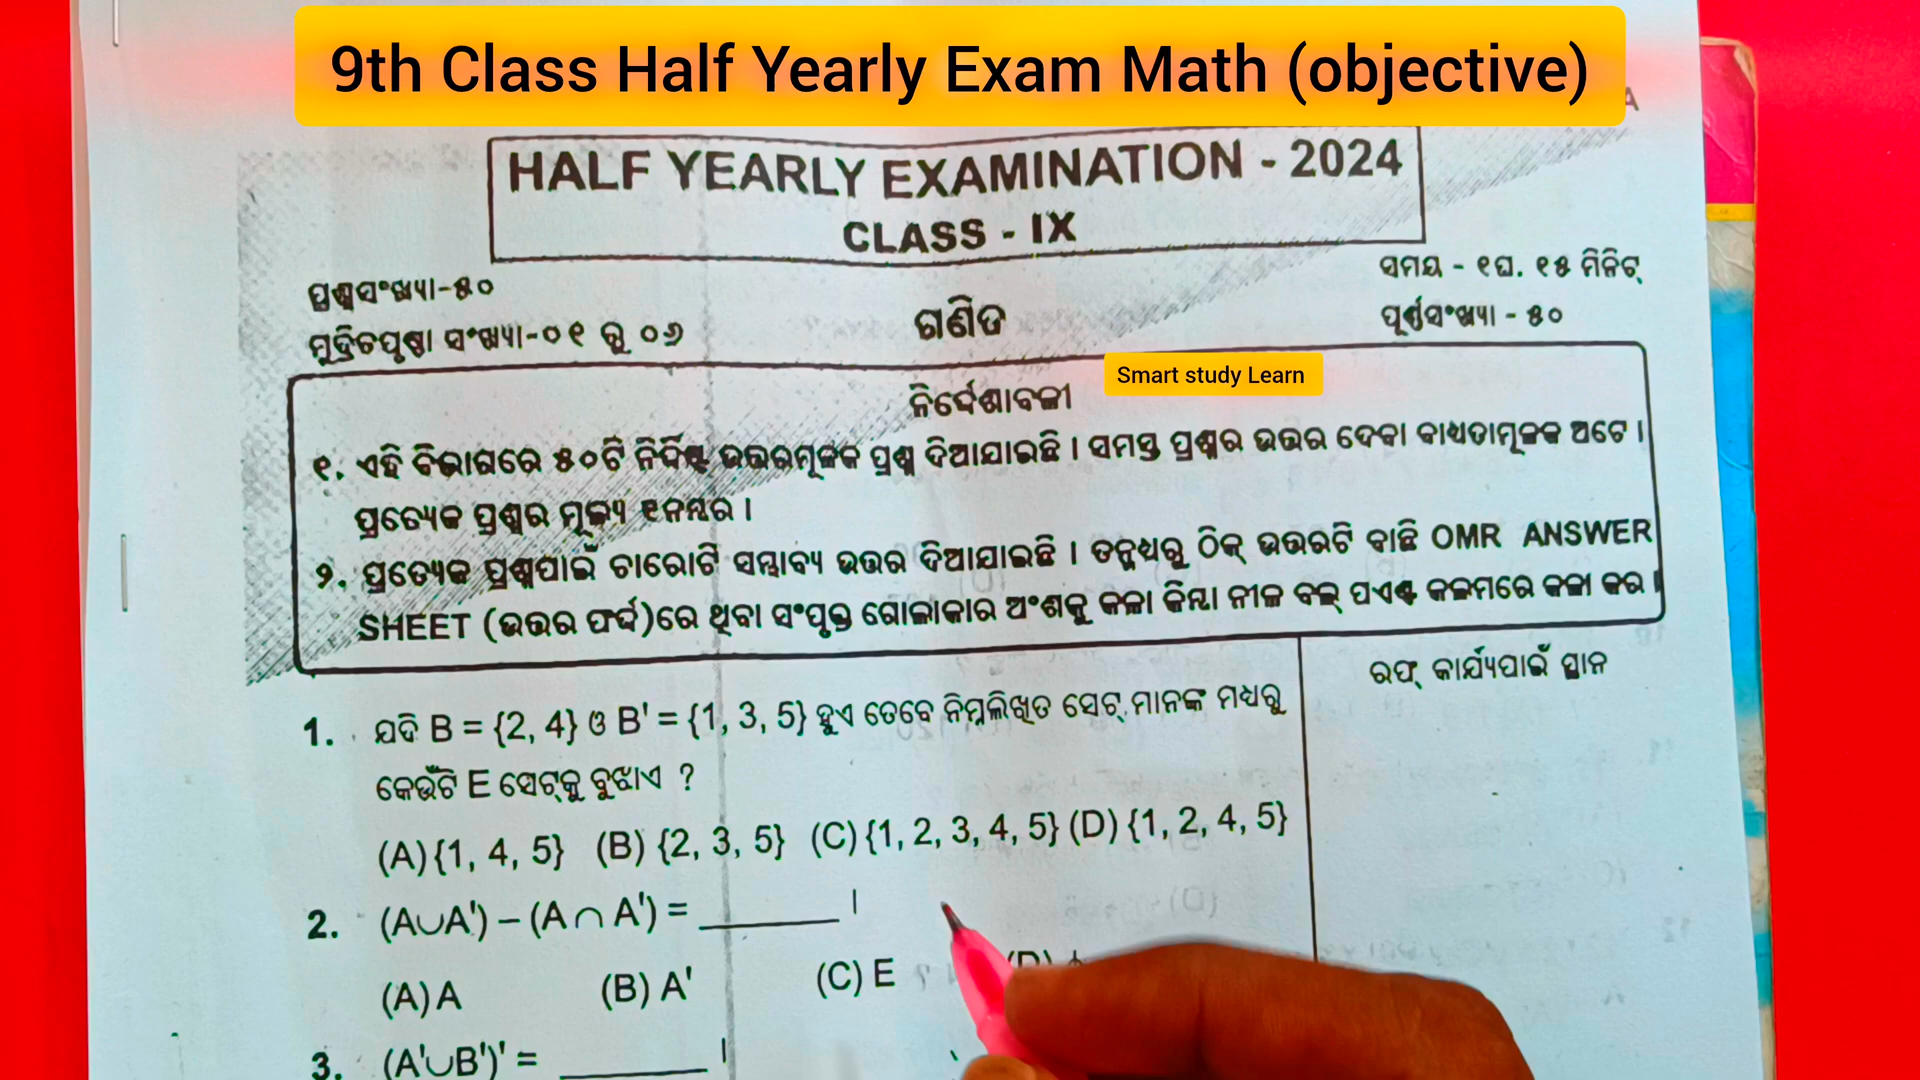 9th Class Half Yearly Exam Math (objective)
A
HALF YEARLY EXAMINATION - 2024
CLASS - IX
ପ୍ରଶ୍ନସଂଖ୍ୟା-୫୦
ସମୟ - ୧ଘ. ୧୫ ମିନିଟ୍
ମୁଦ୍ରିତପୃଷ୍ଠା ସଂଖ୍ୟା-୦୧ ରୁ ୦୬
ଗଣିତ
ପୂର୍ଣ୍ଣସଂଖ୍ୟା - ୫୦
Smart study Learn
ନିର୍ଦ୍ଦେଶାବଳୀ
୧. ଏହି ବିଭାଗରେ ୫୦ଟି ନିର୍ଦ୍ଦିଷ୍ଟ ଉତ୍ତରମୂଳକ ପ୍ରଶ୍ନ ଦିଆଯାଇଛି । ସମସ୍ତ ପ୍ରଶ୍ନର ଉତ୍ତର ଦେବା ବାଧ୍ୟତାମୂଳକ ଅଟେ ।
ପ୍ରତ୍ୟେକ ପ୍ରଶ୍ନର ମୂଲ୍ୟ ୧ନମ୍ବର ।
୨. ପ୍ରତ୍ୟେକ ପ୍ରଶ୍ନପାଇଁ ଚାରୋଟି ସମ୍ଭାବ୍ୟ ଉତ୍ତର ଦିଆଯାଇଛି । ତନ୍ମଧ୍ୟରୁ ଠିକ୍ ଉତ୍ତରଟି ବାଛି OMR ANSWER
SHEET (ଉତ୍ତର ଫର୍ଦ୍ଦ)ରେ ଥିବା ସଂପୃକ୍ତ ଗୋଲାକାର ଅଂଶକୁ କଳା କିମ୍ବା ନୀଳ ବଲ୍ ପଏଣ୍ଟ କଲମରେ କଳା କର ।
ରଫ୍ କାର୍ଯ୍ୟପାଇଁ ସ୍ଥାନ
1. ଯଦି B = {2, 4} ଓ B' = {1, 3, 5} ହୁଏ ତେବେ ନିମ୍ନଲିଖିତ ସେଟ୍ ମାନଙ୍କ ମଧ୍ୟରୁ
କେଉଁଟି E ସେଟ୍‌କୁ ବୁଝାଏ ?
(A) {1, 4, 5} (B) {2, 3, 5} (C) {1, 2, 3, 4, 5} (D) {1, 2, 4, 5}
2. (A∪A') – (A ∩ A') = ________ ।
(A) A (B) A' (C) E (D)
3. (A'∪B')' = ________ ।